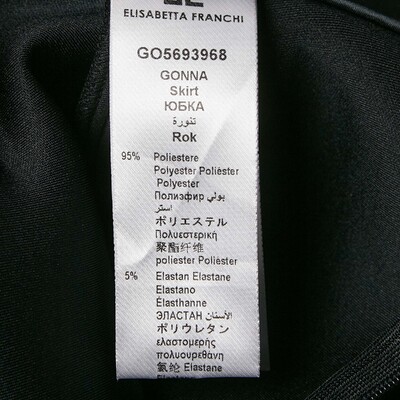 ELISABETTA FRANCHI
GO5693968
GONNA
Skirt
ЮБКА
تنورة
Rok
95% Poliestere
Polyester Poliéster
Polyester
Полиэфир بولي
استر
ポリエステル
Πολυεστερική
聚酯纤维
poliester Poliéster
5% Elastan Elastane
Elastano
Élasthanne
ЭЛАСТАН الأستان
ポリウレタン
ελαστομερής
πολυουρεθάνη
氨纶 Elastane